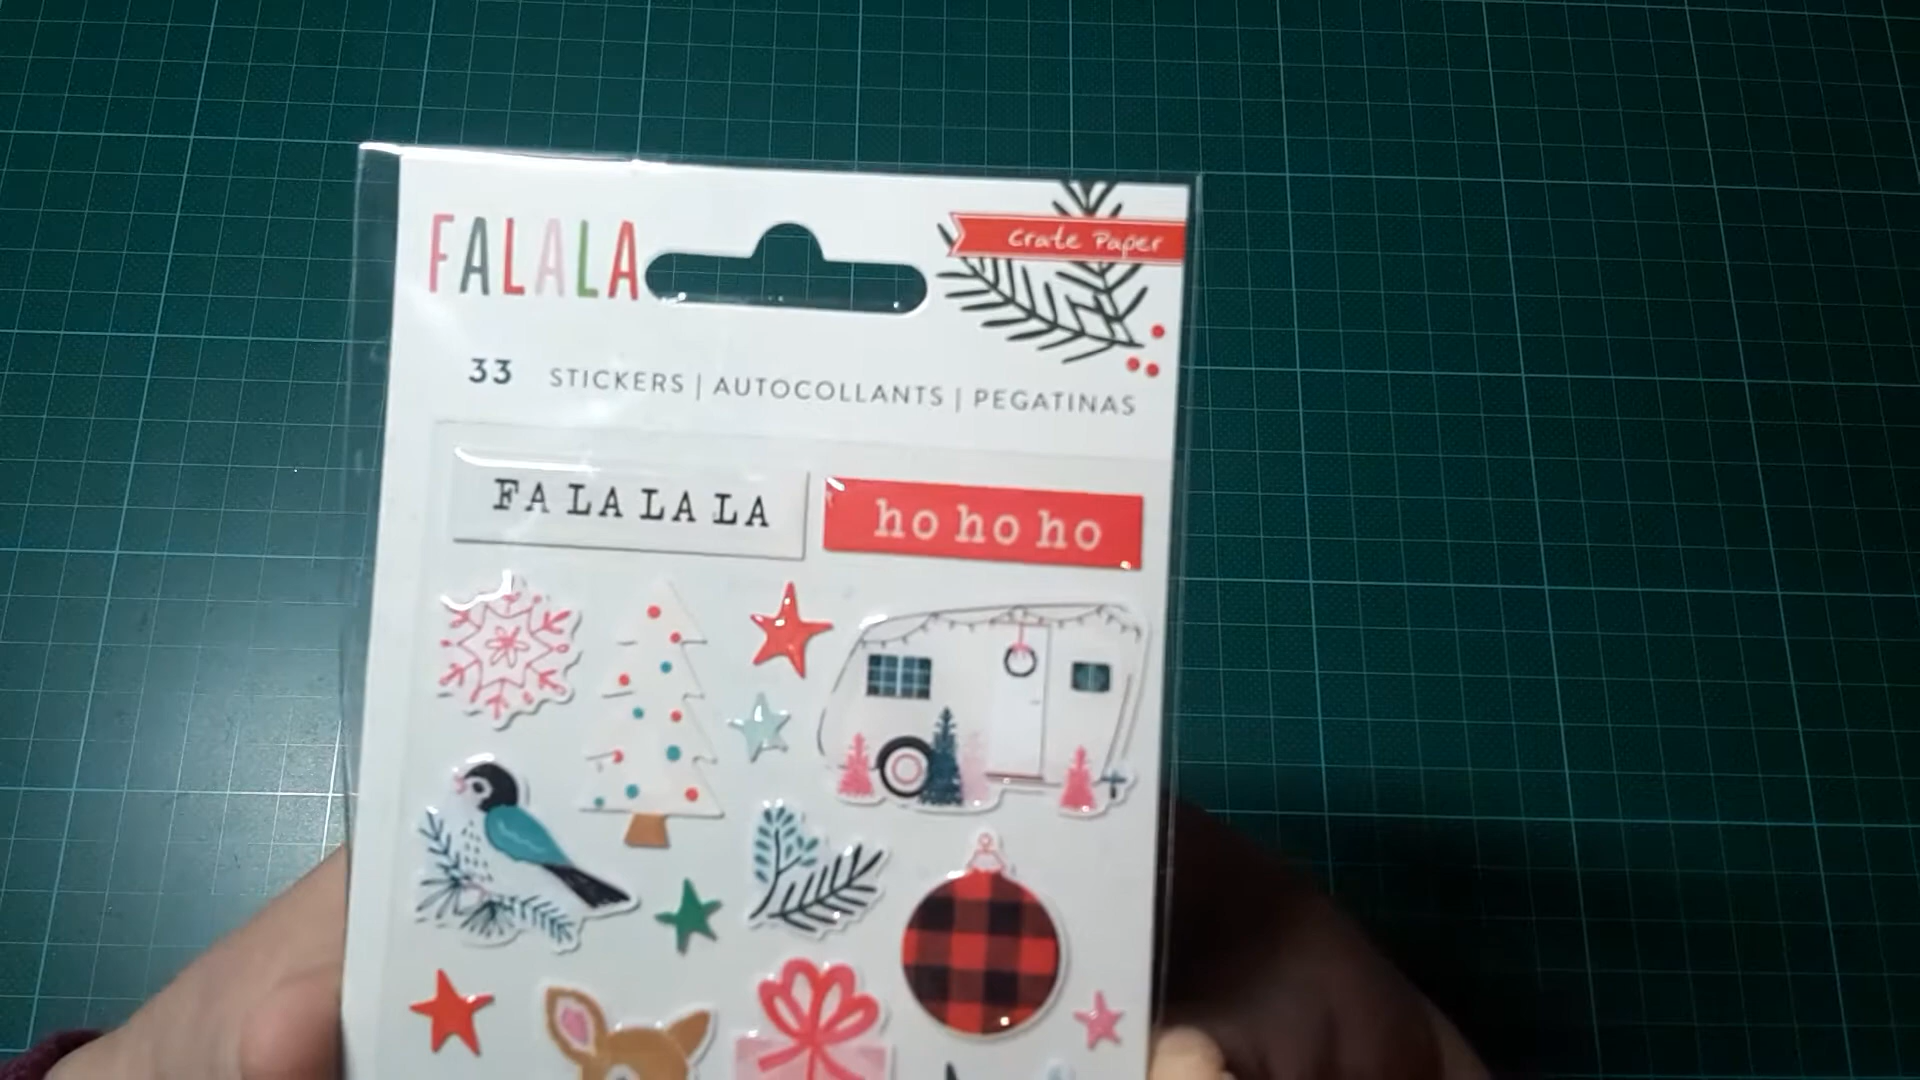 FALALA
Crate Paper
33 STICKERS | AUTOCOLLANTS | PEGATINAS
FA LA LA LA
ho ho ho